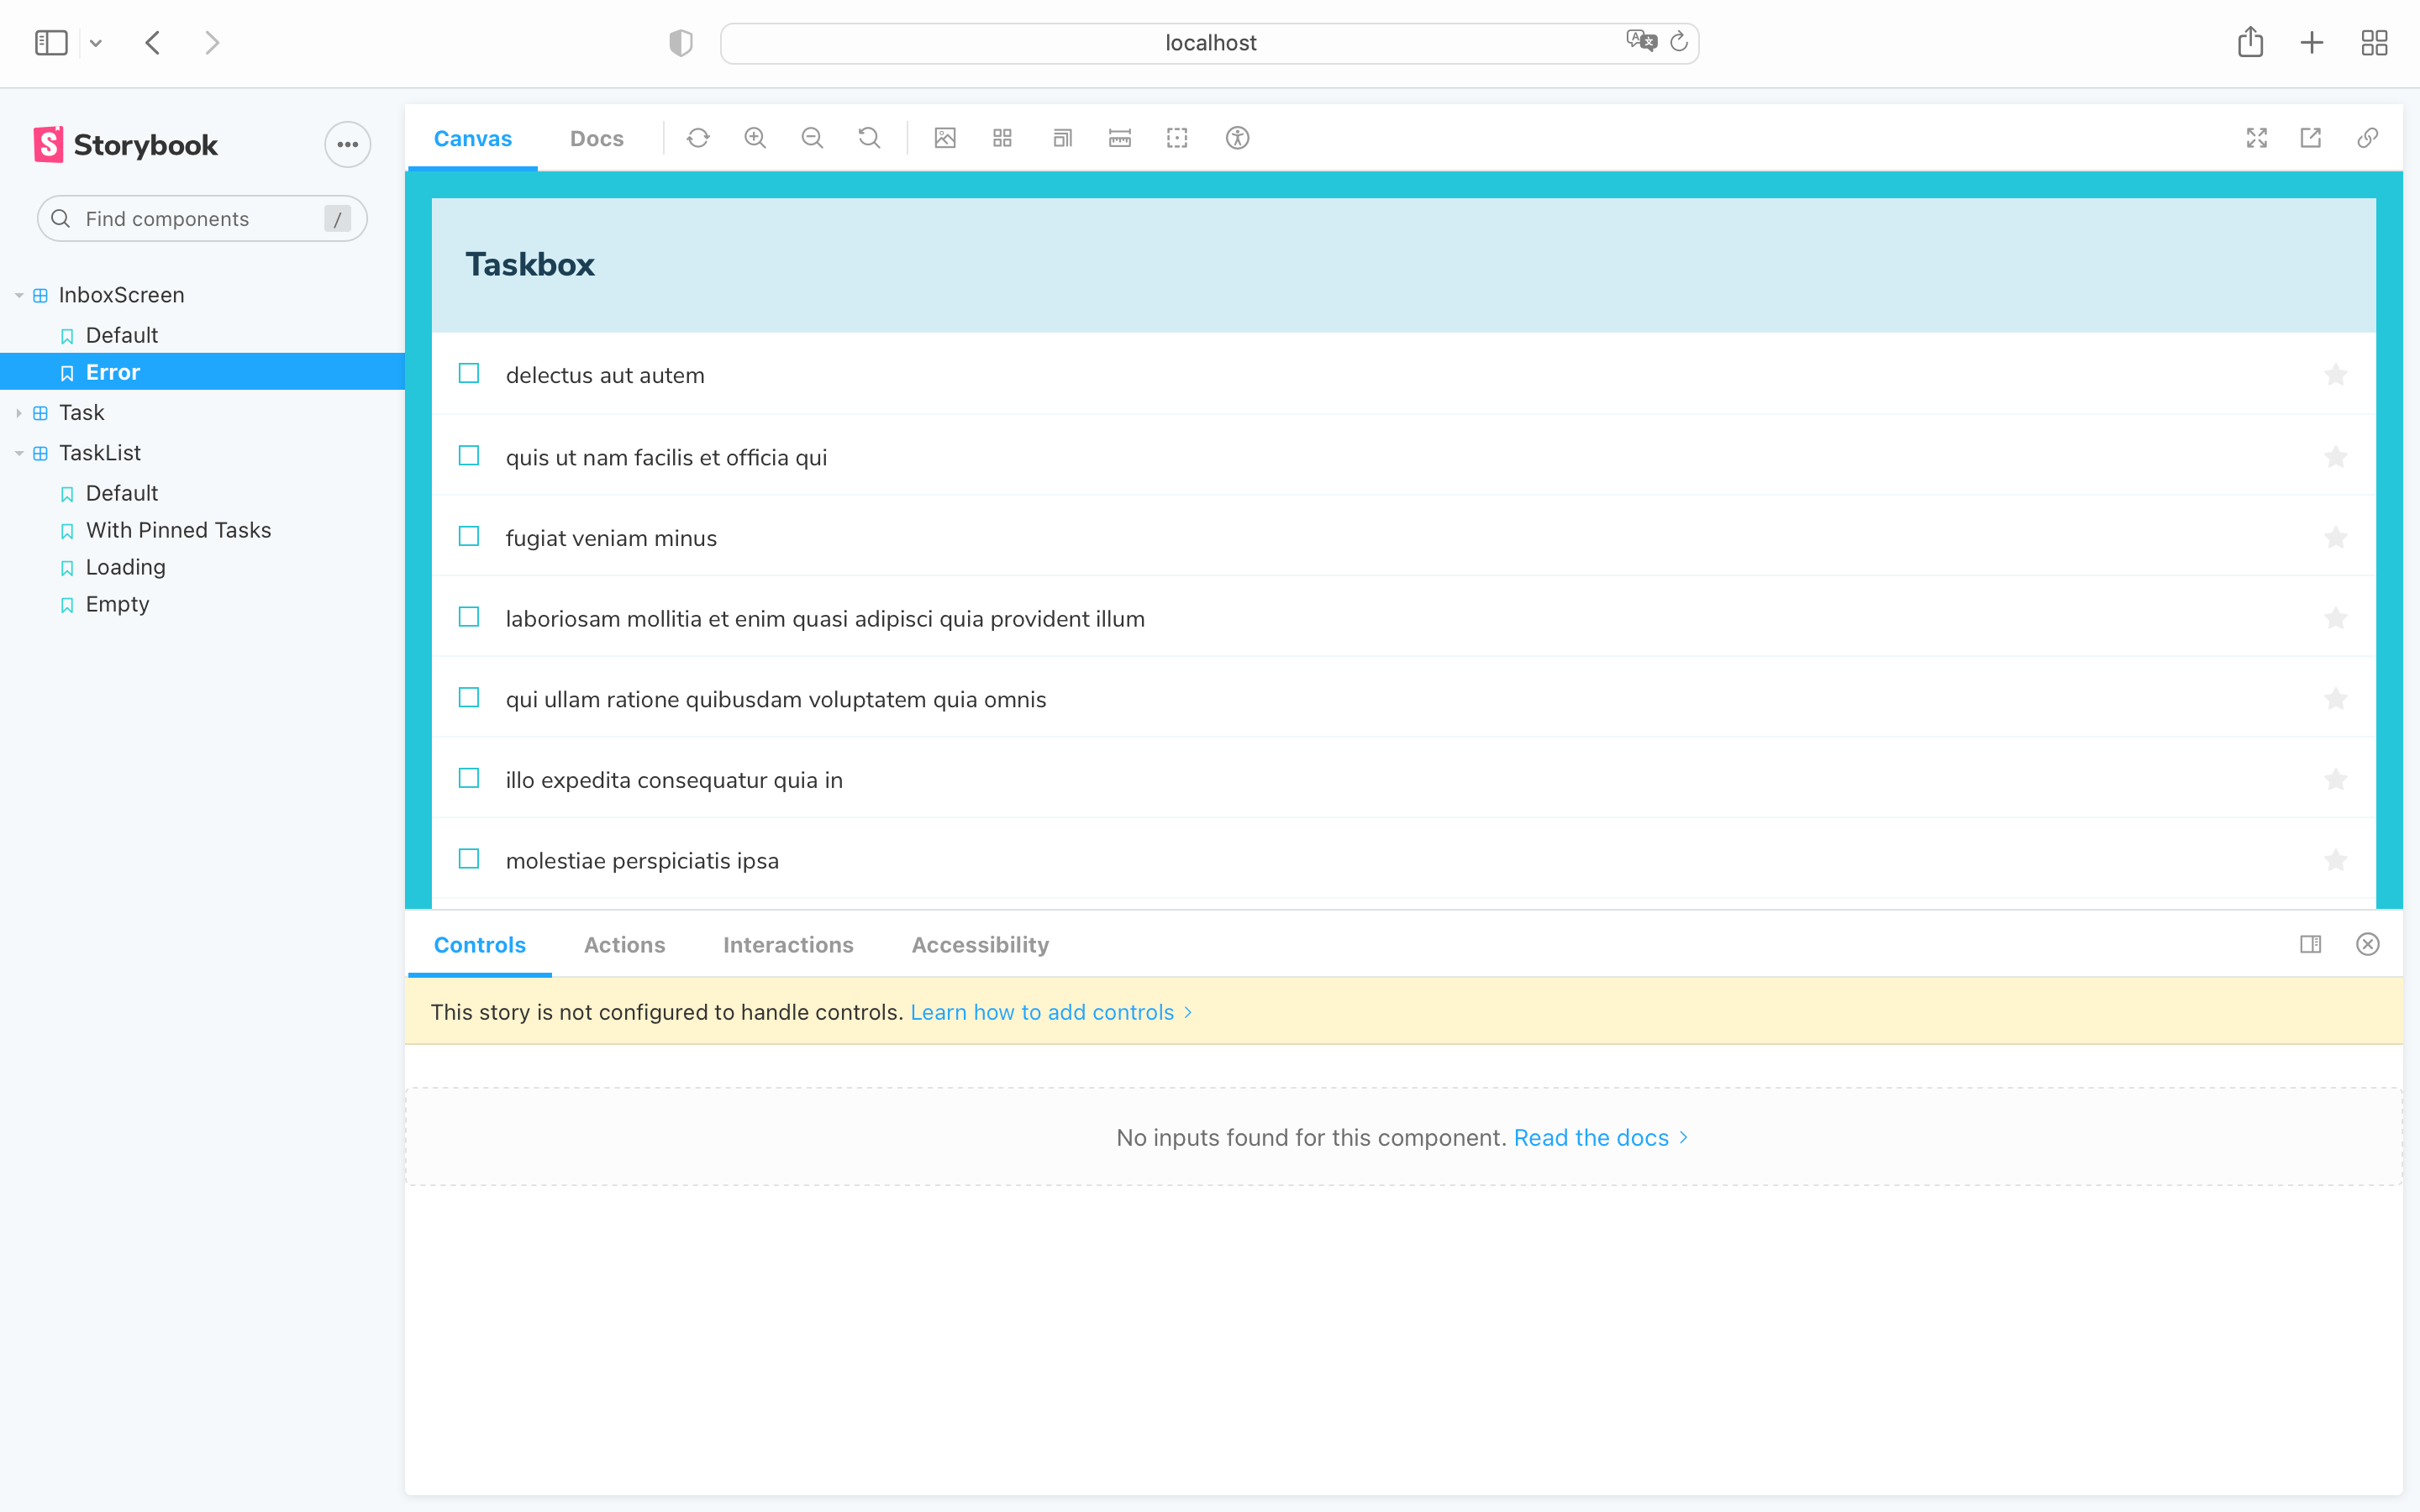 localhost
Storybook
Find components /
InboxScreen
Default
Error
Task
TaskList
Default
With Pinned Tasks
Loading
Empty
Canvas Docs
Taskbox
delectus aut autem
quis ut nam facilis et officia qui
fugiat veniam minus
laboriosam mollitia et enim quasi adipisci quia provident illum
qui ullam ratione quibusdam voluptatem quia omnis
illo expedita consequatur quia in
molestiae perspiciatis ipsa
Controls Actions Interactions Accessibility
This story is not configured to handle controls. Learn how to add controls
No inputs found for this component. Read the docs